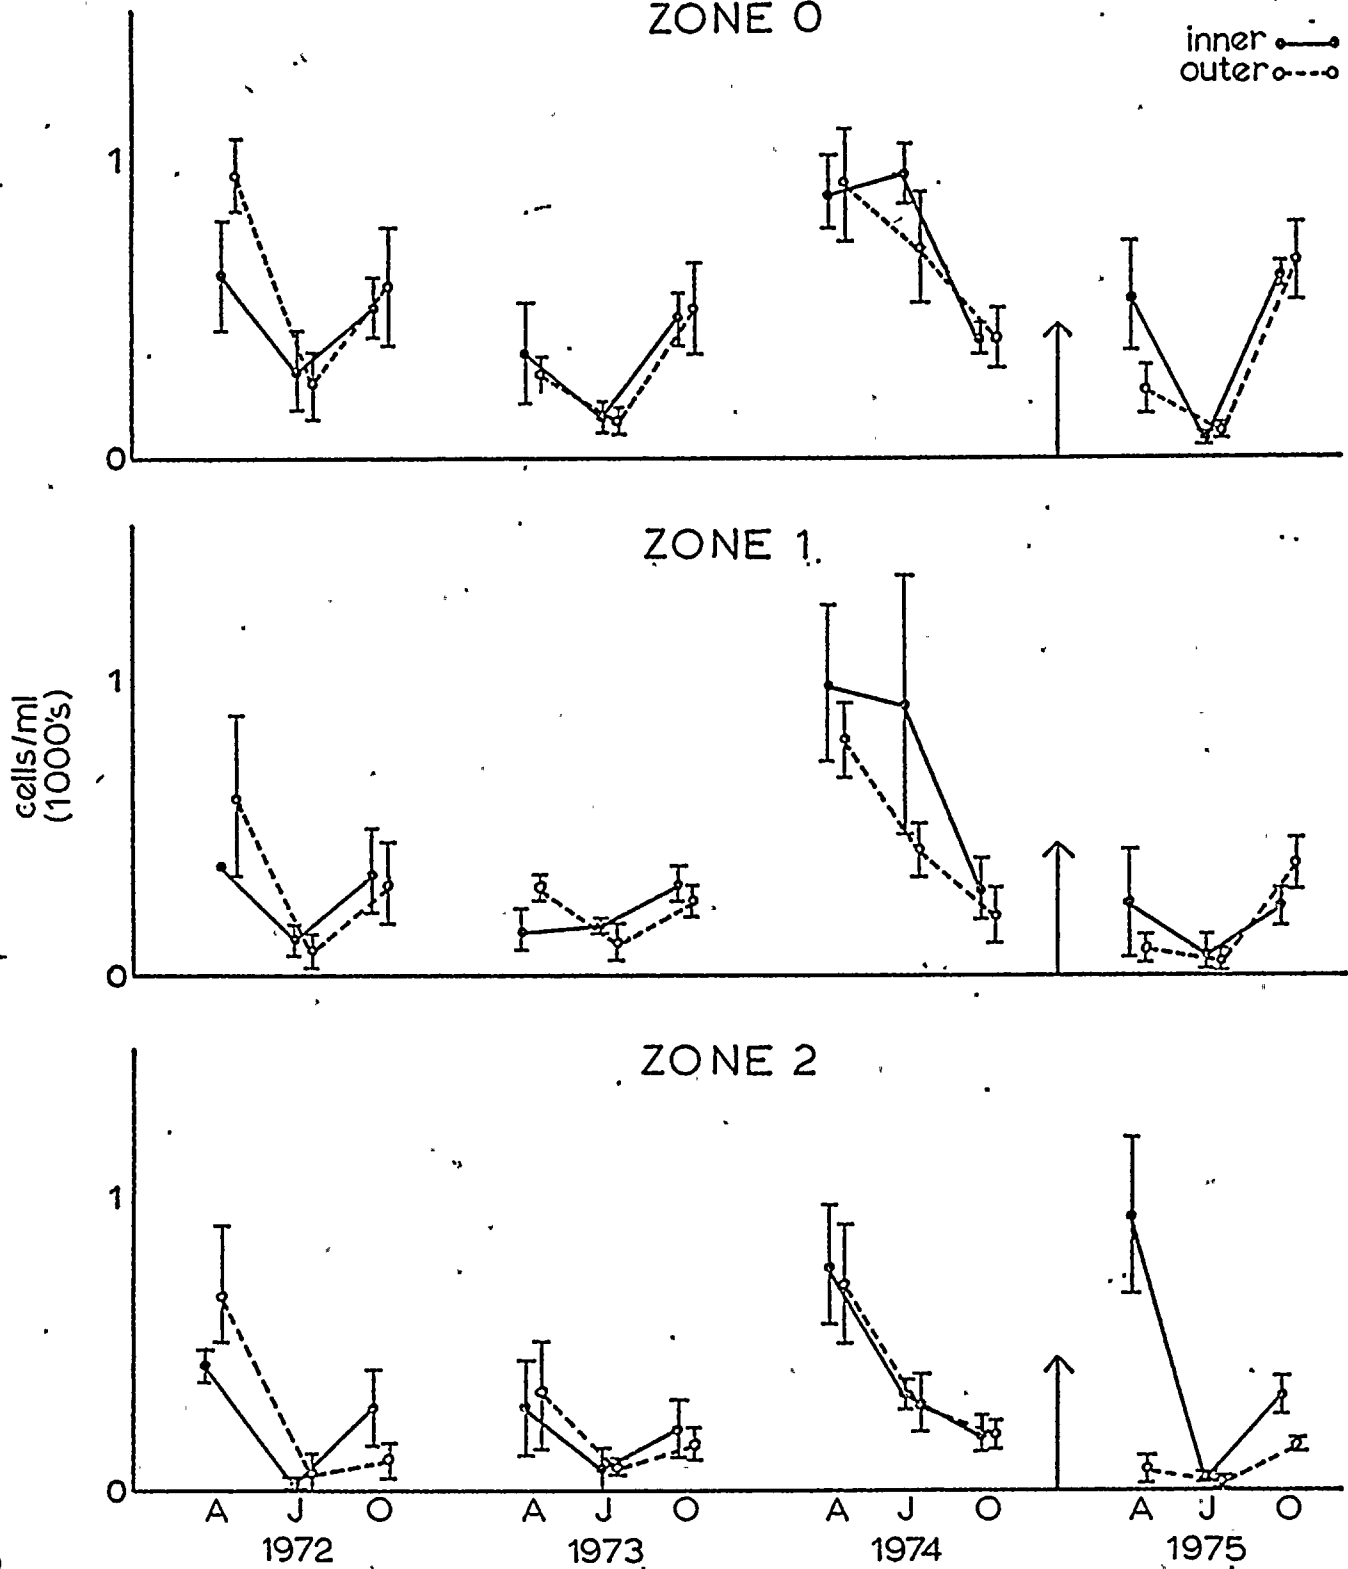 ZONE 0
inner
outer
1
0
ZONE 1
1
0
cells/ml
(1000's)
ZONE 2
1
0
A J O A J O A J O A J O
1972 1973 1974 1975